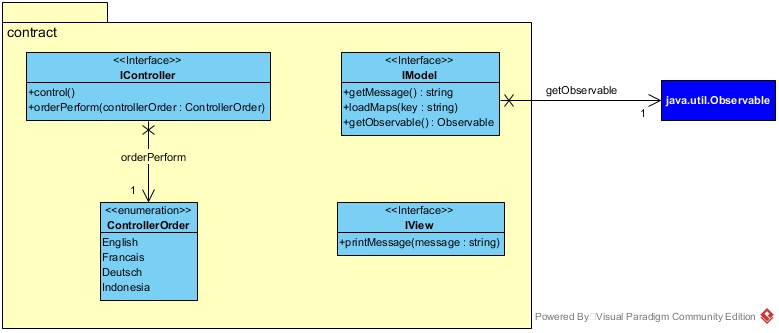 contract
<<Interface>>
IController
+control()
+orderPerform(controllerOrder : ControllerOrder)
<<Interface>>
IModel
+getMessage() : string
+loadMaps(key : string)
+getObservable() : Observable
getObservable
1
java.util.Observable
orderPerform
1
<<enumeration>>
ControllerOrder
English
Francais
Deutsch
Indonesia
<<Interface>>
IView
+printMessage(message : string)
Powered By Visual Paradigm Community Edition